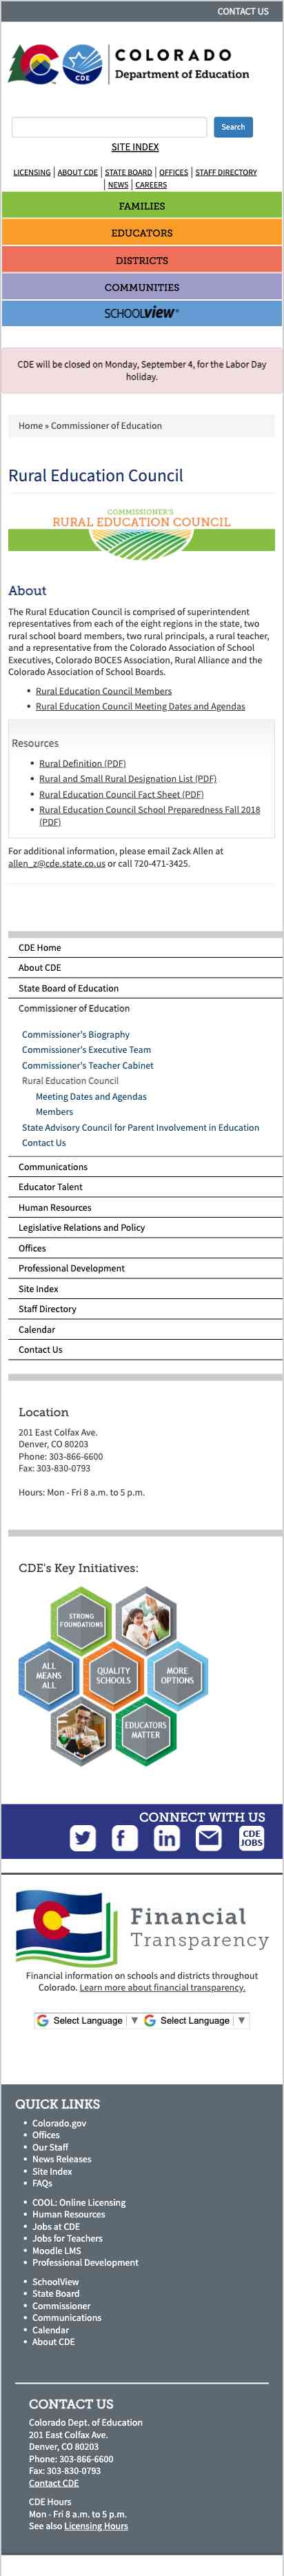 CONTACT US
COLORADO
Department of Education
CDE
Search
SITE INDEX
LICENSING | ABOUT CDE | STATE BOARD | OFFICES | STAFF DIRECTORY
| NEWS | CAREERS
FAMILIES
EDUCATORS
DISTRICTS
COMMUNITIES
SCHOOLVIEW®
CDE will be closed on Monday, September 4, for the Labor Day
holiday.
Home » Commissioner of Education
Rural Education Council
COMMISSIONER'S
RURAL EDUCATION COUNCIL
About
The Rural Education Council is comprised of superintendent
representatives from each of the eight regions in the state, two
rural school board members, two rural principals, a rural teacher,
and a representative from the Colorado Association of School
Executives, Colorado BOCES Association, Rural Alliance and the
Colorado Association of School Boards.
• Rural Education Council Members
• Rural Education Council Meeting Dates and Agendas
Resources
• Rural Definition (PDF)
• Rural and Small Rural Designation List (PDF)
• Rural Education Council Fact Sheet (PDF)
• Rural Education Council School Preparedness Fall 2018
(PDF)
For additional information, please email Zack Allen at
allen_z@cde.state.co.us or call 720-471-3425.
CDE Home
About CDE
State Board of Education
Commissioner of Education
Commissioner's Biography
Commissioner's Executive Team
Commissioner's Teacher Cabinet
Rural Education Council
Meeting Dates and Agendas
Members
State Advisory Council for Parent Involvement in Education
Contact Us
Communications
Educator Talent
Human Resources
Legislative Relations and Policy
Offices
Professional Development
Site Index
Staff Directory
Calendar
Contact Us
Location
201 East Colfax Ave.
Denver, CO 80203
Phone: 303-866-6600
Fax: 303-830-0793
Hours: Mon - Fri 8 a.m. to 5 p.m.
CDE's Key Initiatives:
STRONG
FOUNDATIONS
ALL
MEANS
ALL
QUALITY
SCHOOLS
MORE
OPTIONS
EDUCATORS
MATTER
CONNECT WITH US
CDE
JOBS
Financial
Transparency
Financial information on schools and districts throughout
Colorado. Learn more about financial transparency.
Select Language ▼ Select Language ▼
QUICK LINKS
• Colorado.gov
• Offices
• Our Staff
• News Releases
• Site Index
• FAQs
• COOL: Online Licensing
• Human Resources
• Jobs at CDE
• Jobs for Teachers
• Moodle LMS
• Professional Development
• SchoolView
• State Board
• Commissioner
• Communications
• Calendar
• About CDE
CONTACT US
Colorado Dept. of Education
201 East Colfax Ave.
Denver, CO 80203
Phone: 303-866-6600
Fax: 303-830-0793
Contact CDE
CDE Hours
Mon - Fri 8 a.m. to 5 p.m.
See also Licensing Hours